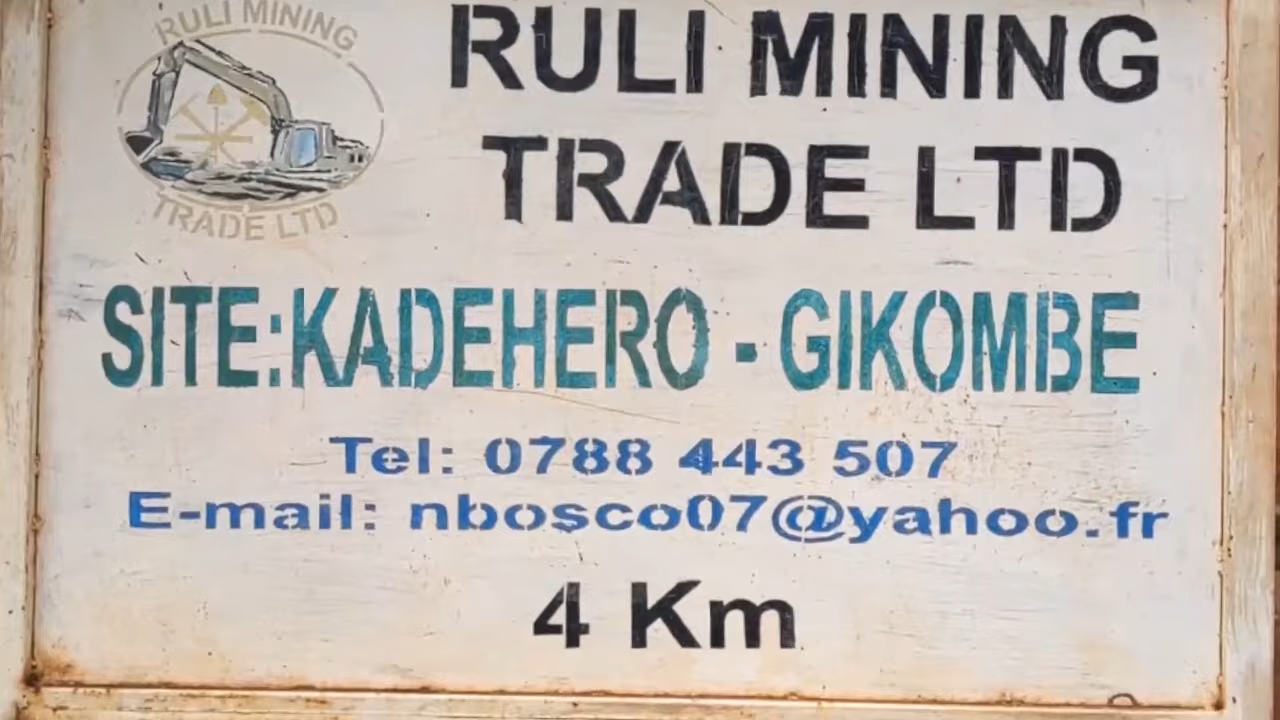 RULI MINING
TRADE LTD
RULI MINING
TRADE LTD
SITE:KADEHERO - GIKOMBE
Tel: 0788 443 507
E-mail: nbosco07@yahoo.fr
4 Km